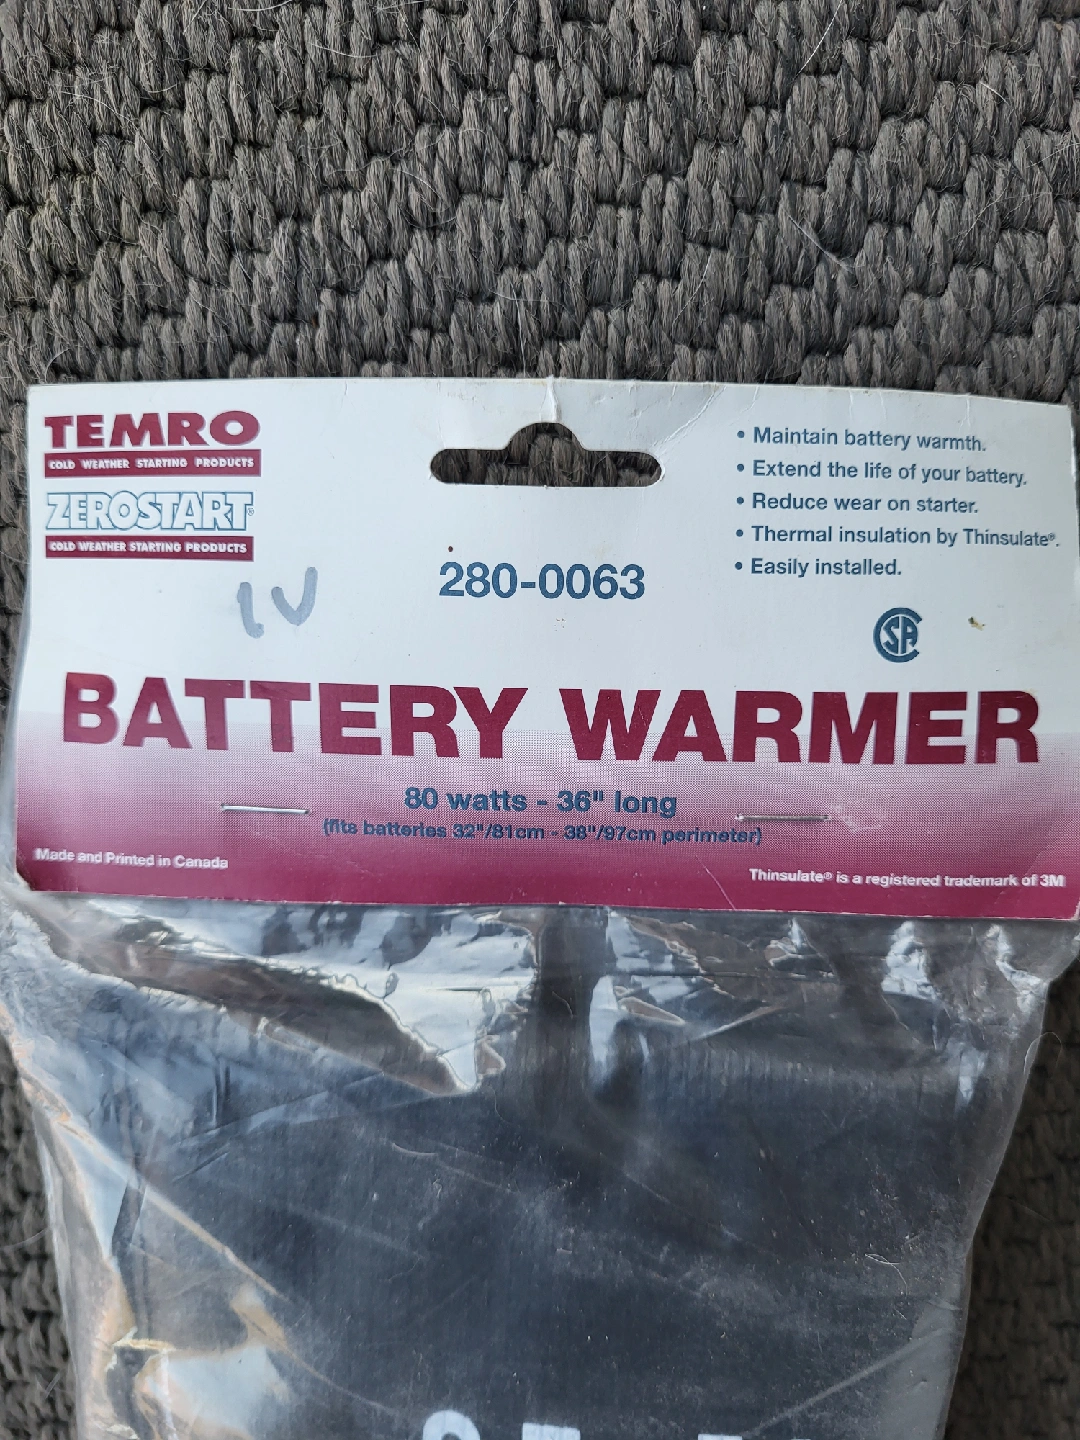 TEMRO
COLD WEATHER STARTING PRODUCTS
ZEROSTART®
COLD WEATHER STARTING PRODUCTS
280-0063
• Maintain battery warmth.
• Extend the life of your battery.
• Reduce wear on starter.
• Thermal insulation by Thinsulate®.
• Easily installed.
CSA
BATTERY WARMER
80 watts - 36" long
(fits batteries 32"/81cm - 38"/97cm perimeter)
Made and Printed in Canada
Thinsulate® is a registered trademark of 3M